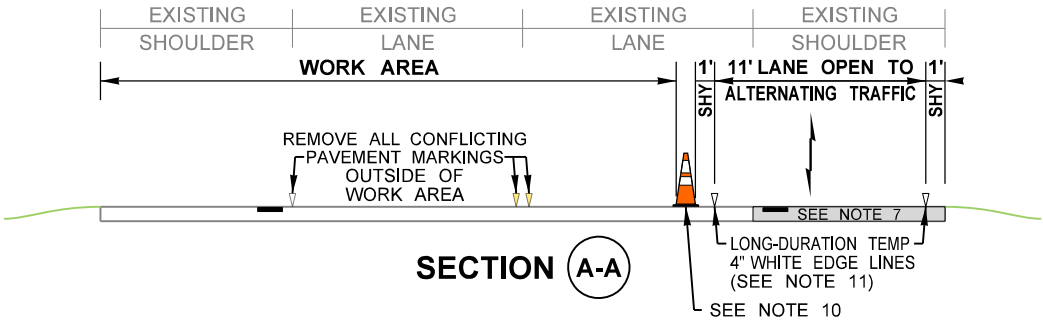 EXISTING EXISTING EXISTING EXISTING
SHOULDER LANE LANE SHOULDER
WORK AREA
1' 11' LANE OPEN TO 1'
SHY ALTERNATING TRAFFIC SHY
REMOVE ALL CONFLICTING
PAVEMENT MARKINGS
OUTSIDE OF
WORK AREA
SEE NOTE 7
LONG-DURATION TEMP
4" WHITE EDGE LINES
(SEE NOTE 11)
SECTION A-A
SEE NOTE 10